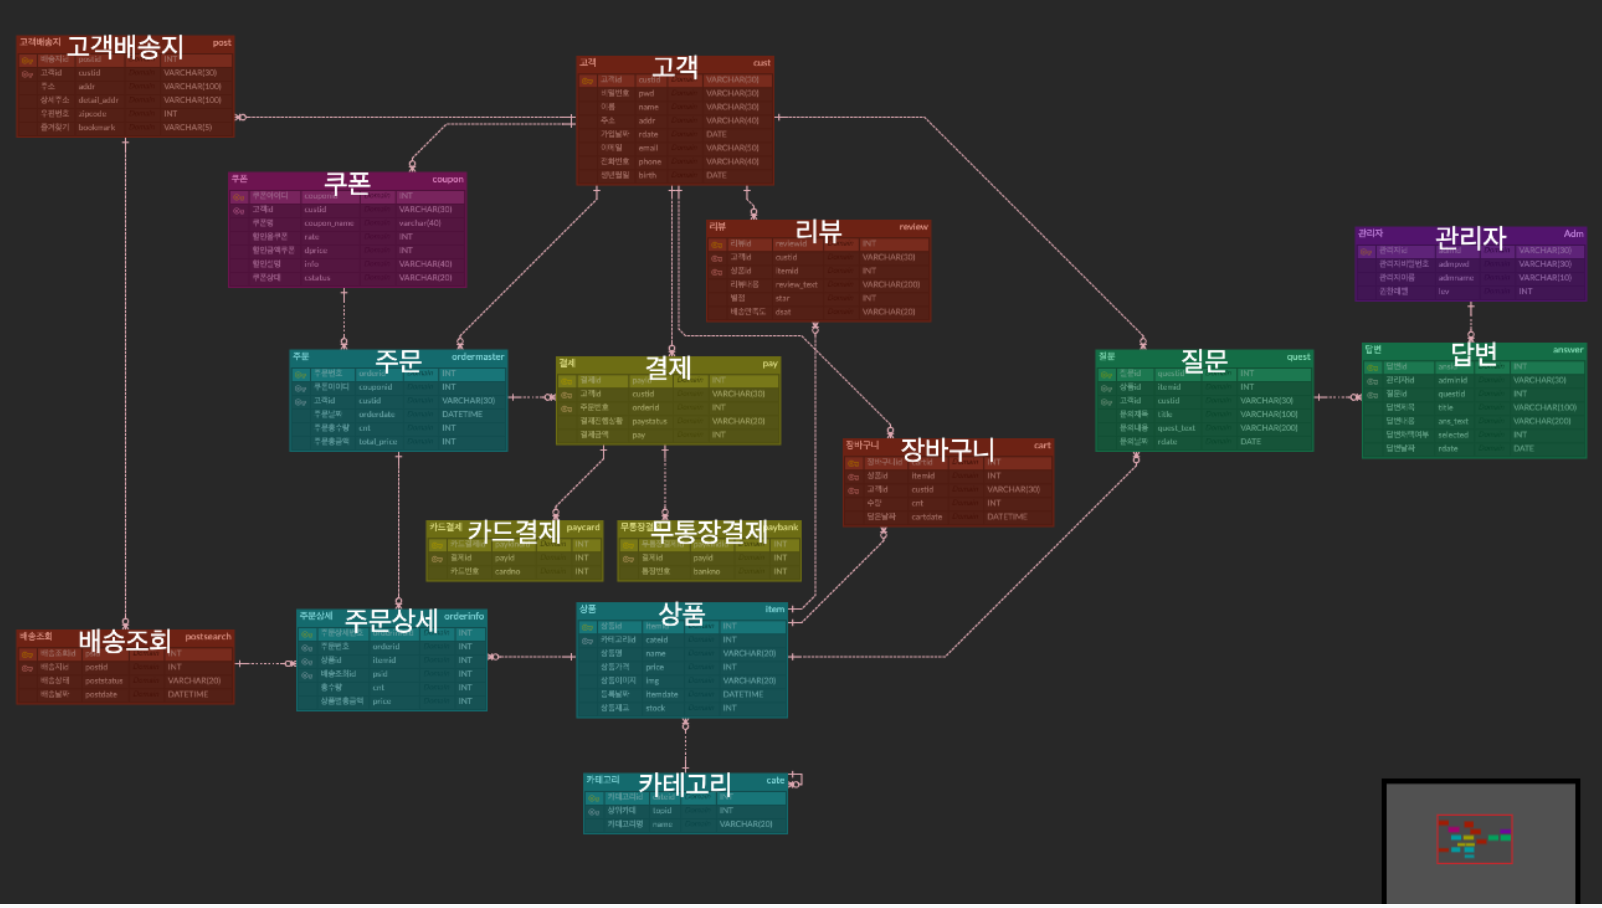 고객배송지 고객배송지 post
배송지id postid INT
고객id custid VARCHAR(30)
주소 addr VARCHAR(100)
상세주소 detail_addr VARCHAR(100)
우편번호 zipcode INT
즐겨찾기 bookmark VARCHAR(5)
고객 고객 cust
고객id custid VARCHAR(30)
비밀번호 pwd VARCHAR(30)
이름 name VARCHAR(30)
주소 addr VARCHAR(40)
가입날짜 rdate DATE
이메일 email VARCHAR(50)
전화번호 phone VARCHAR(40)
생년월일 birth DATE
쿠폰 쿠폰 coupon
쿠폰아이디 couponid INT
고객id custid VARCHAR(30)
쿠폰명 coupon_name varchar(40)
할인율쿠폰 rate INT
할인금액쿠폰 dprice INT
info VARCHAR(40)
쿠폰상태 cstatus VARCHAR(20)
리뷰 리뷰 review
리뷰id reviewid INT
고객id custid VARCHAR(30)
상품id itemid INT
리뷰내용 review_text VARCHAR(200)
별점 star INT
배송만족도 dsat VARCHAR(20)
관리자 관리자 Adm
관리자id VARCHAR(30)
관리자비밀번호 admpwd VARCHAR(30)
관리자이름 admname VARCHAR(10)
권한레벨 lev INT
주문 주문 ordermaster
주문번호 orderid INT
쿠폰아이디 couponid INT
고객id custid VARCHAR(30)
주문날짜 orderdate DATETIME
주문총수량 cnt INT
주문총금액 total_price INT
결제 결제 pay
결제id payid INT
고객id custid VARCHAR(30)
주문번호 orderid INT
결제진행상황 paystatus VARCHAR(20)
결제금액 pay INT
질문 질문 quest
질문id questid INT
상품id itemid INT
고객id custid VARCHAR(30)
문의제목 title VARCHAR(100)
문의내용 quest_text VARCHAR(200)
문의날짜 rdate DATE
답변 답변 answer
답변id INT
관리자id adminid VARCHAR(30)
질문id questid INT
답변제목 title VARCCHAR(100)
답변내용 ans_text VARCHAR(200)
답변채택여부 selected INT
답변날짜 rdate DATE
장바구니 장바구니 cart
장바구니id cartid INT
상품id itemid INT
고객id custid VARCHAR(30)
수량 cnt INT
담은날짜 cartdate DATETIME
카드결제 카드결제 paycard
카드결제id INT
결제id payid INT
카드번호 cardno INT
무통장결제 무통장결제 paybank
INT
결제id payid INT
통장번호 bankno INT
배송조회 배송조회 postsearch
배송조회id INT
배송지id postid INT
배송상태 poststatus VARCHAR(20)
배송날짜 postdate DATETIME
주문상세 주문상세 orderinfo
주문상세번호 INT
주문번호 orderid INT
상품id itemid INT
배송조회id psid INT
총수량 cnt INT
상품별총금액 price INT
상품 상품 item
상품id itemid INT
카테고리id cateid INT
상품명 name VARCHAR(20)
상품가격 price INT
상품이미지 img VARCHAR(20)
등록날짜 itemdate DATETIME
상품재고 stock INT
카테고리 카테고리 cate
카테고리id cateid INT
상위카테 topid INT
카테고리명 name VARCHAR(20)